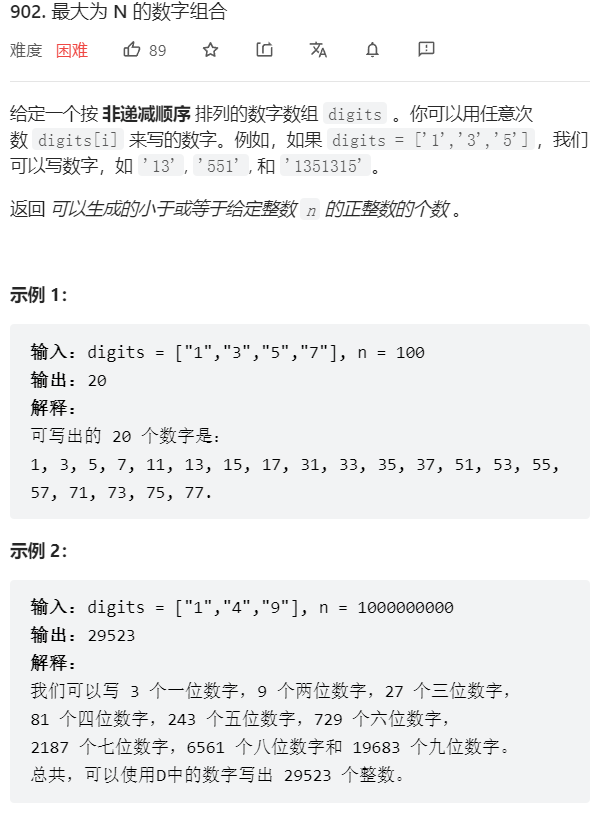 902. 最大为 N 的数字组合
难度 困难 89
给定一个按 非递减顺序 排列的数字数组 digits 。你可以用任意次
数 digits[i] 来写的数字。例如，如果 digits = ['1','3','5']，我们
可以写数字，如 '13', '551', 和 '1351315'。
返回 可以生成的小于或等于给定整数 n 的正整数的个数 。
示例 1：
输入：digits = ["1","3","5","7"], n = 100
输出：20
解释：
可写出的 20 个数字是：
1, 3, 5, 7, 11, 13, 15, 17, 31, 33, 35, 37, 51, 53, 55,
57, 71, 73, 75, 77.
示例 2：
输入：digits = ["1","4","9"], n = 1000000000
输出：29523
解释：
我们可以写 3 个一位数字，9 个两位数字，27 个三位数字，
81 个四位数字，243 个五位数字，729 个六位数字，
2187 个七位数字，6561 个八位数字和 19683 个九位数字。
总共，可以使用D中的数字写出 29523 个整数。